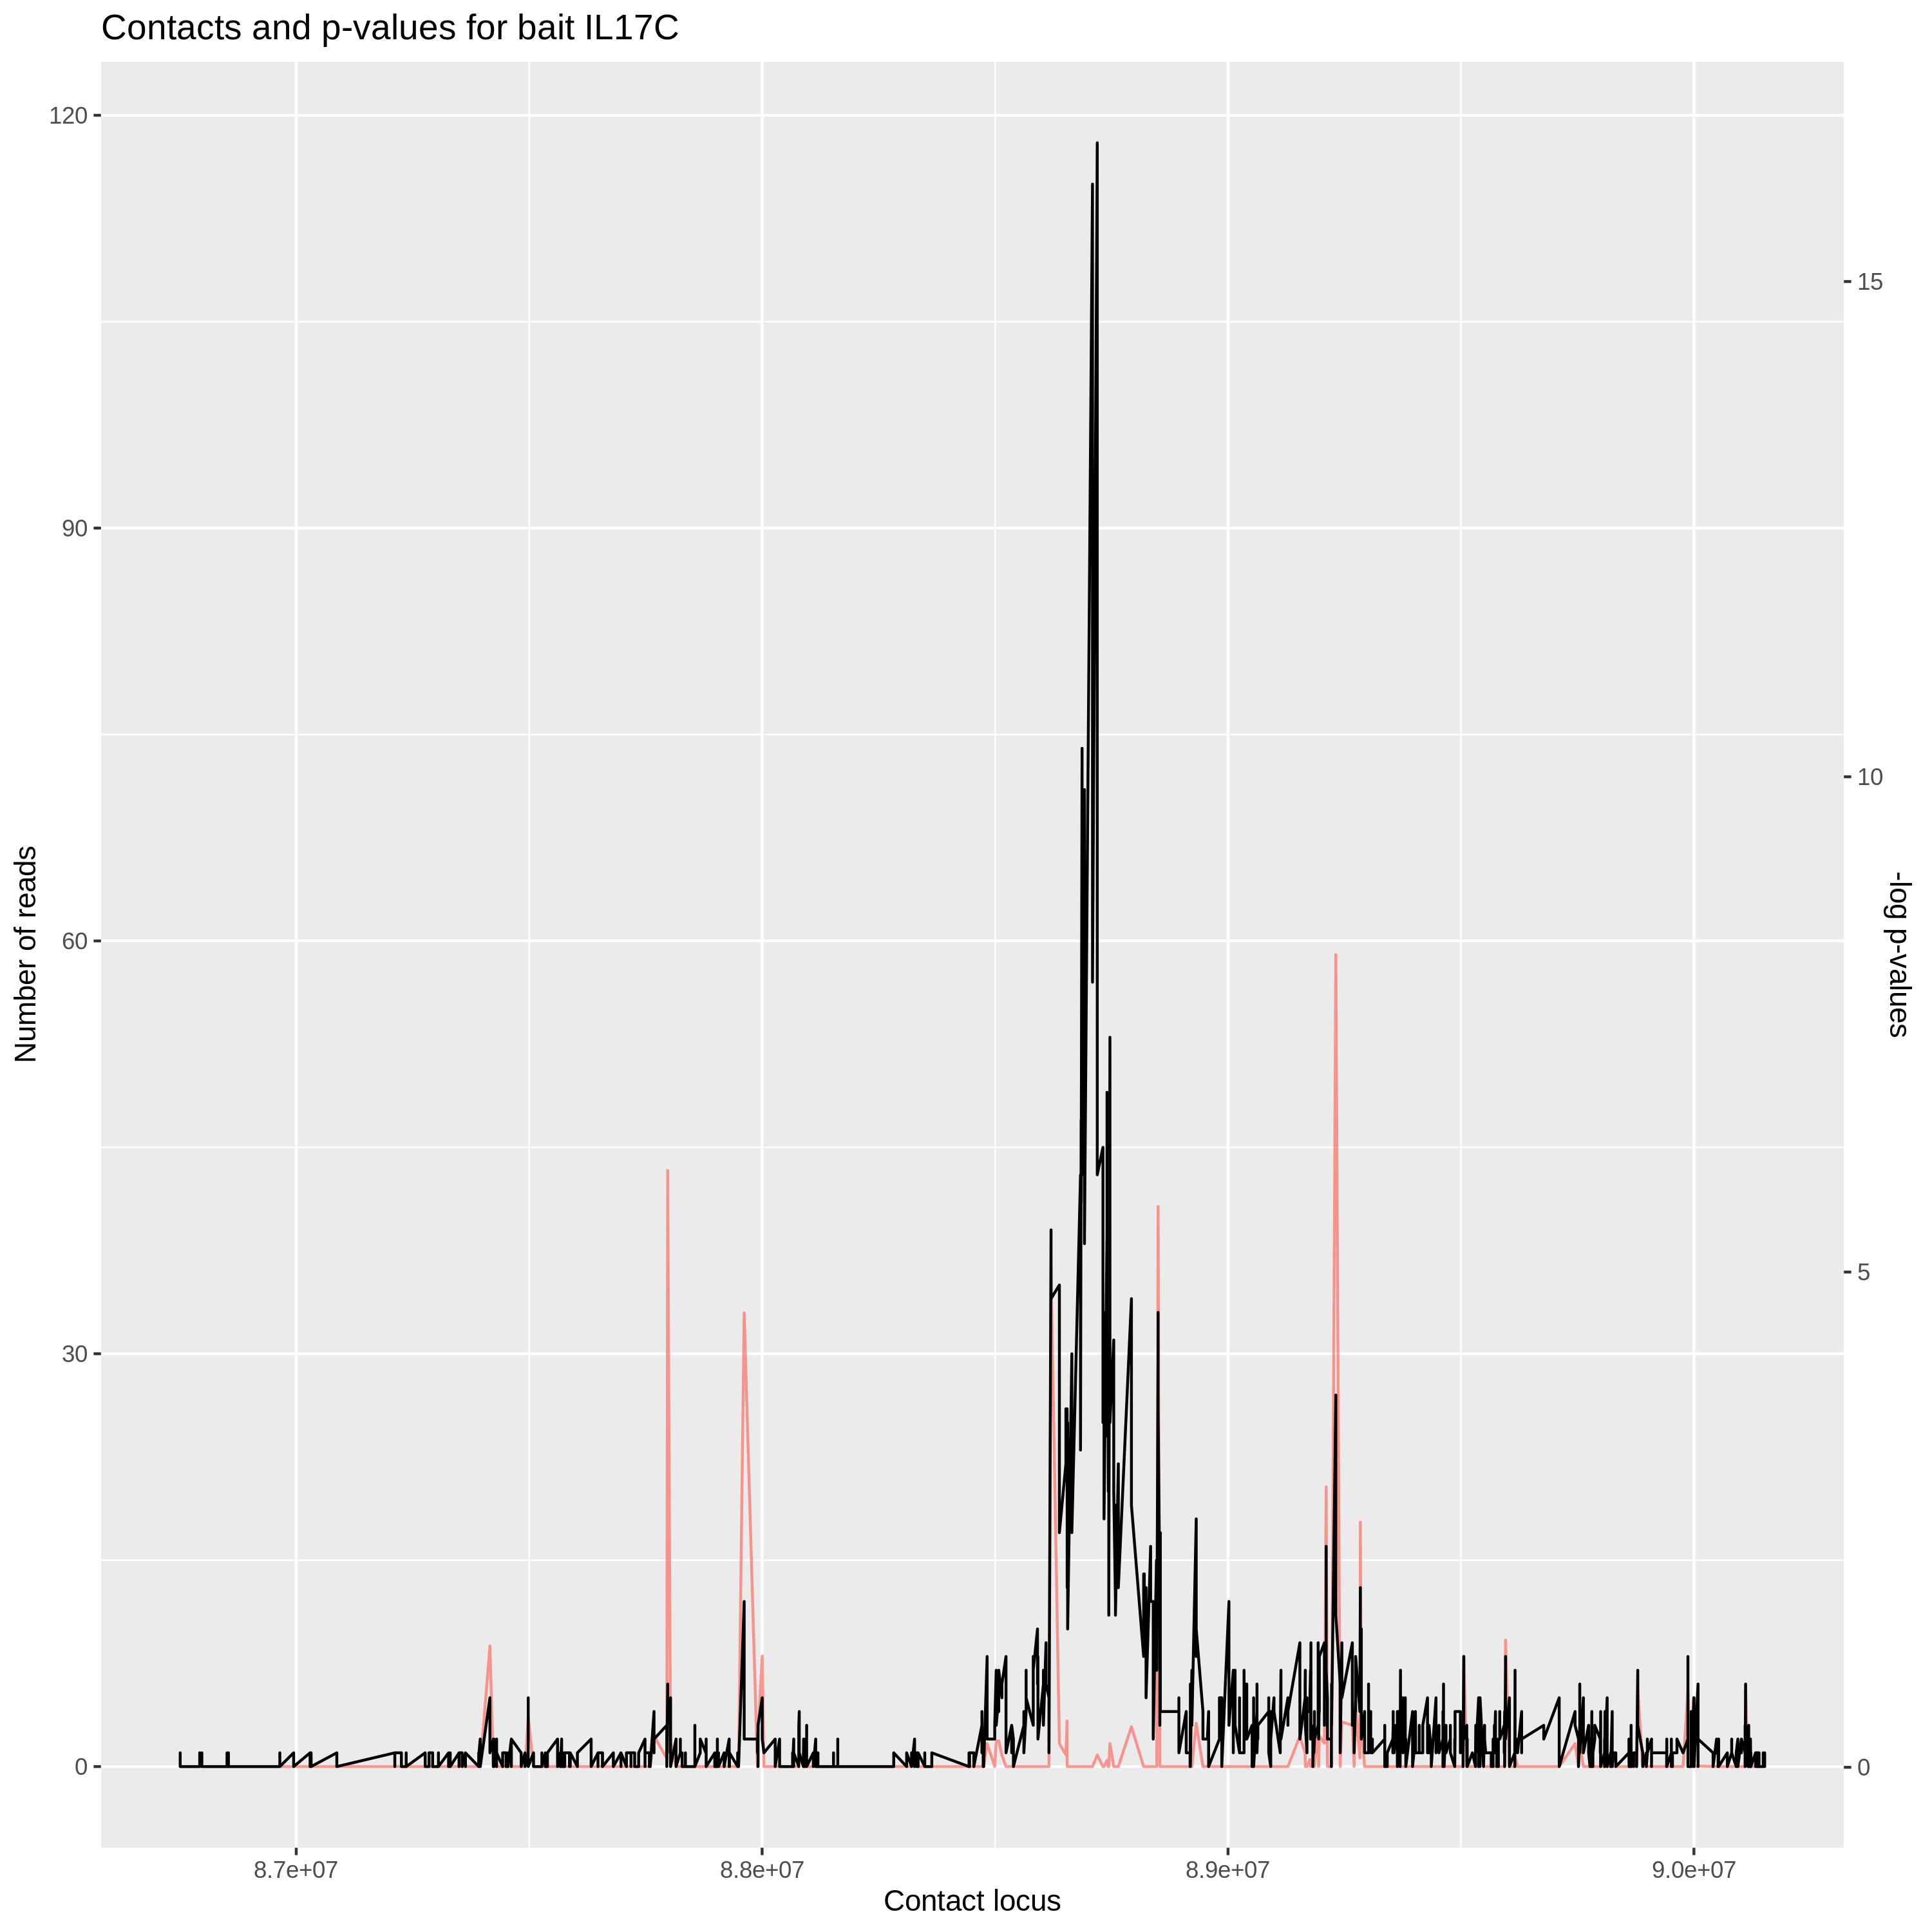 Contacts and p-values for bait IL17C
120
90
60
30
0
Number of reads
15
10
5
0
-log p-values
8.7e+07 8.8e+07 8.9e+07 9.0e+07
Contact locus